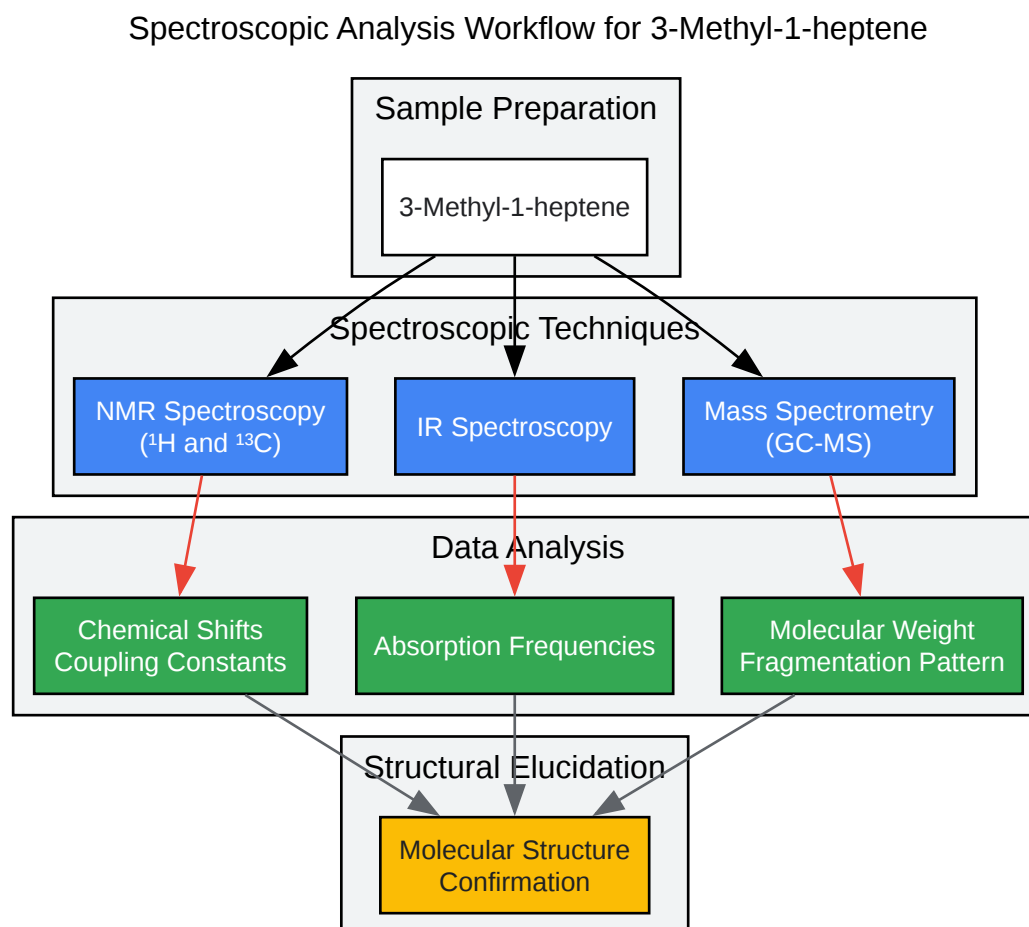 Spectroscopic Analysis Workflow for 3-Methyl-1-heptene
Sample Preparation
3-Methyl-1-heptene
Spectroscopic Techniques
NMR Spectroscopy
(¹H and ¹³C)
IR Spectroscopy
Mass Spectrometry
(GC-MS)
Data Analysis
Chemical Shifts
Coupling Constants
Absorption Frequencies
Molecular Weight
Fragmentation Pattern
Structural Elucidation
Molecular Structure
Confirmation